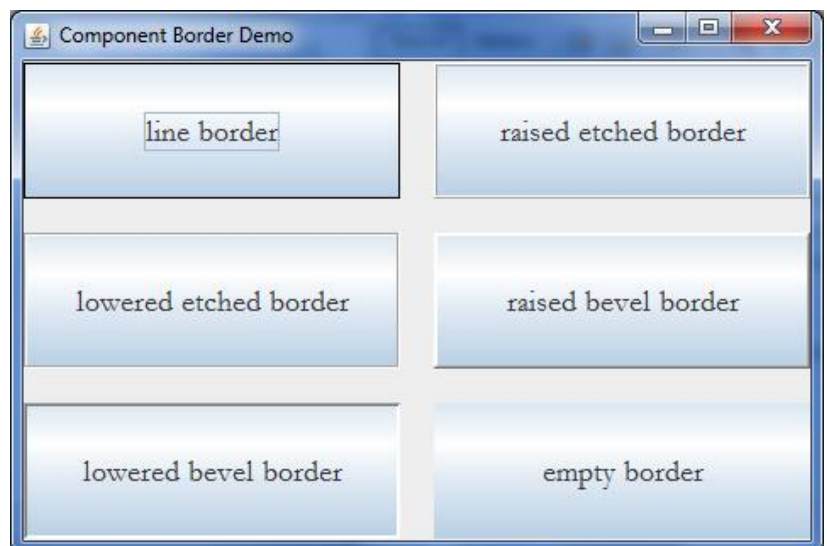 Component Border Demo
line border
raised etched border
lowered etched border
raised bevel border
lowered bevel border
empty border